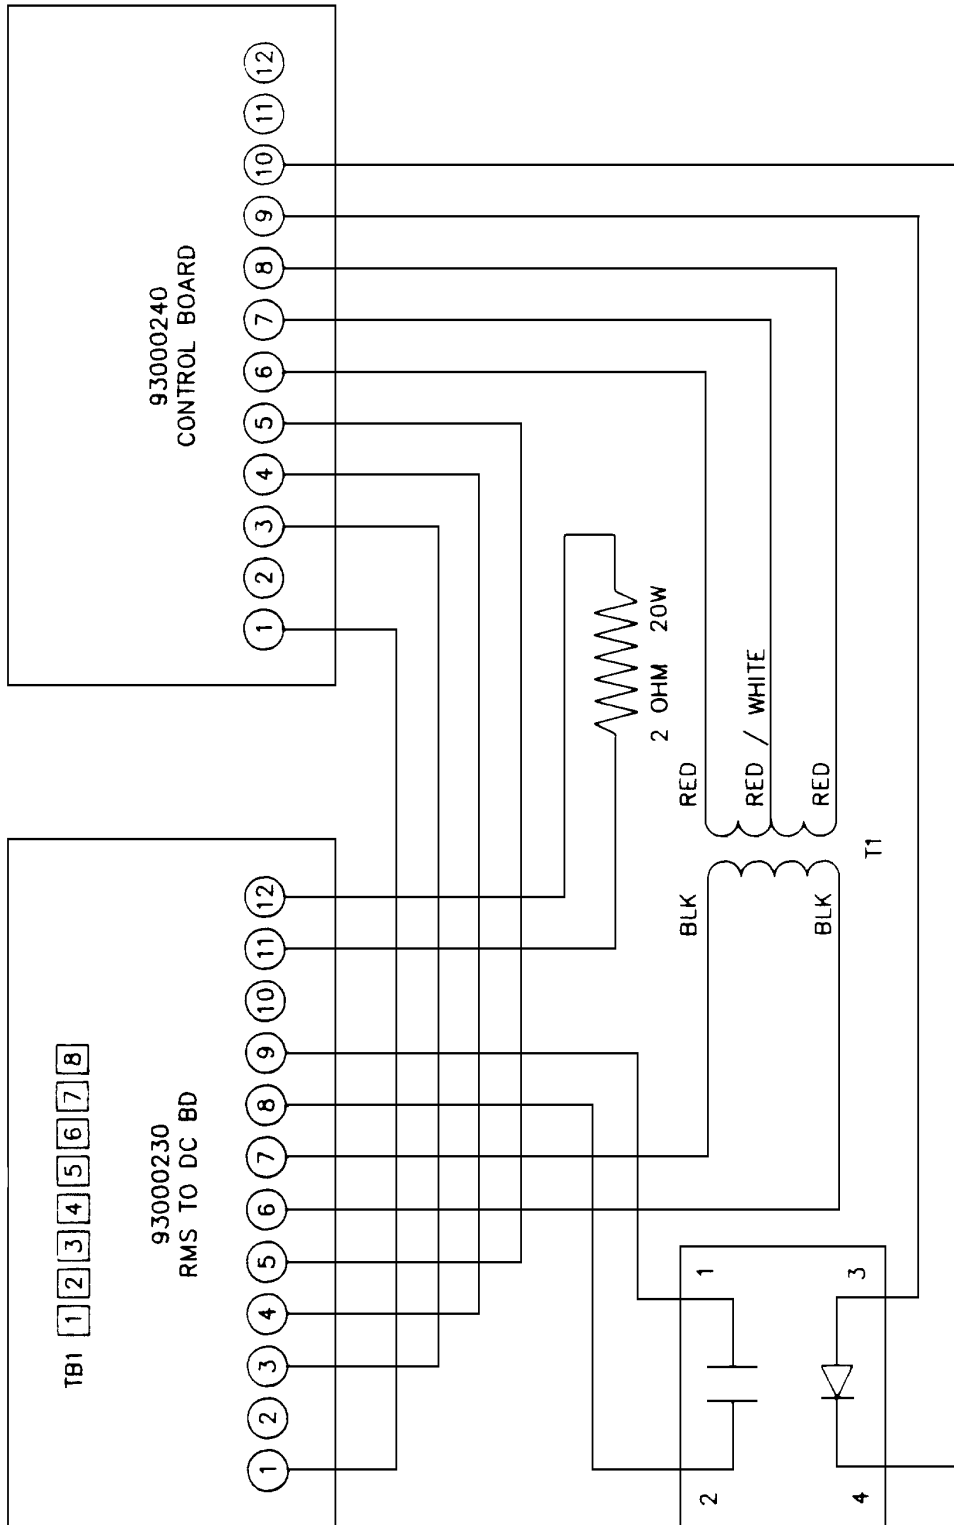 TB1 1 2 3 4 5 6 7 8
93000230
RMS TO DC BD
1 2 3 4 5 6 7 8 9 10 11 12
93000240
CONTROL BOARD
1 2 3 4 5 6 7 8 9 10 11 12
2 OHM 20W
BLK RED
RED / WHITE
BLK RED
T1
2 1
4 3